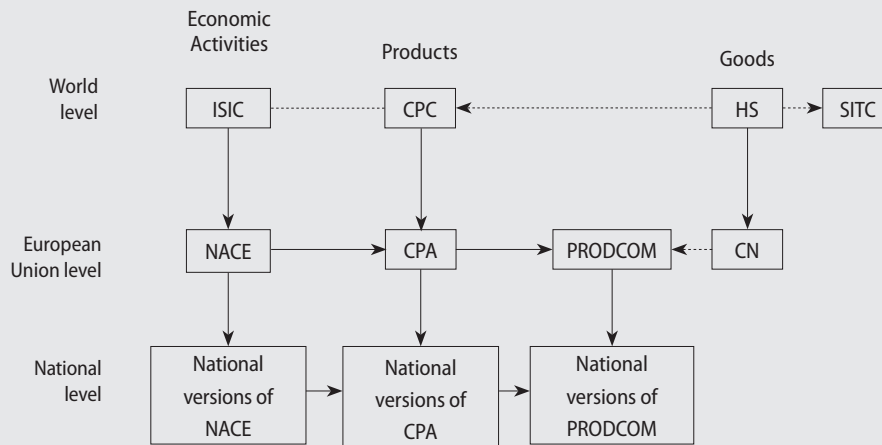 Economic
Activities
Products
Goods
World
level
ISIC
CPC
HS
SITC
European
Union level
NACE
CPA
PRODCOM
CN
National
level
National
versions of
NACE
National
versions of
CPA
National
versions of
PRODCOM